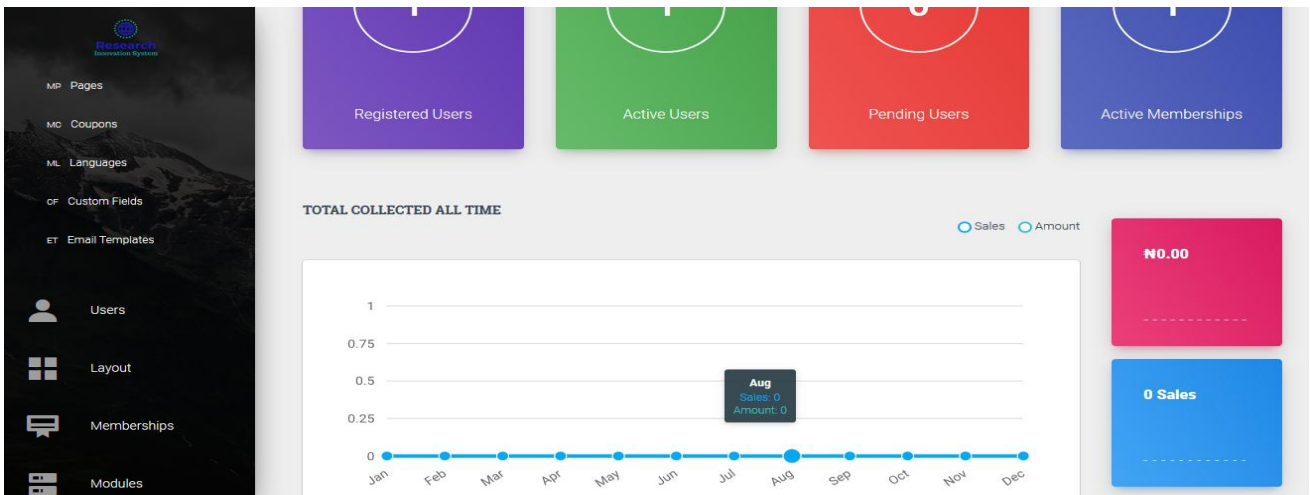 Research
Innovation System
MP Pages
MC Coupons
ML Languages
CF Custom Fields
ET Email Templates
Users
Layout
Memberships
Modules
Registered Users
Active Users
Pending Users
Active Memberships
TOTAL COLLECTED ALL TIME
Sales Amount
1
0.75
0.5
0.25
0
Aug
Sales: 0
Amount: 0
Jan Feb Mar Apr May Jun Jul Aug Sep Oct Nov Dec
₦0.00
0 Sales